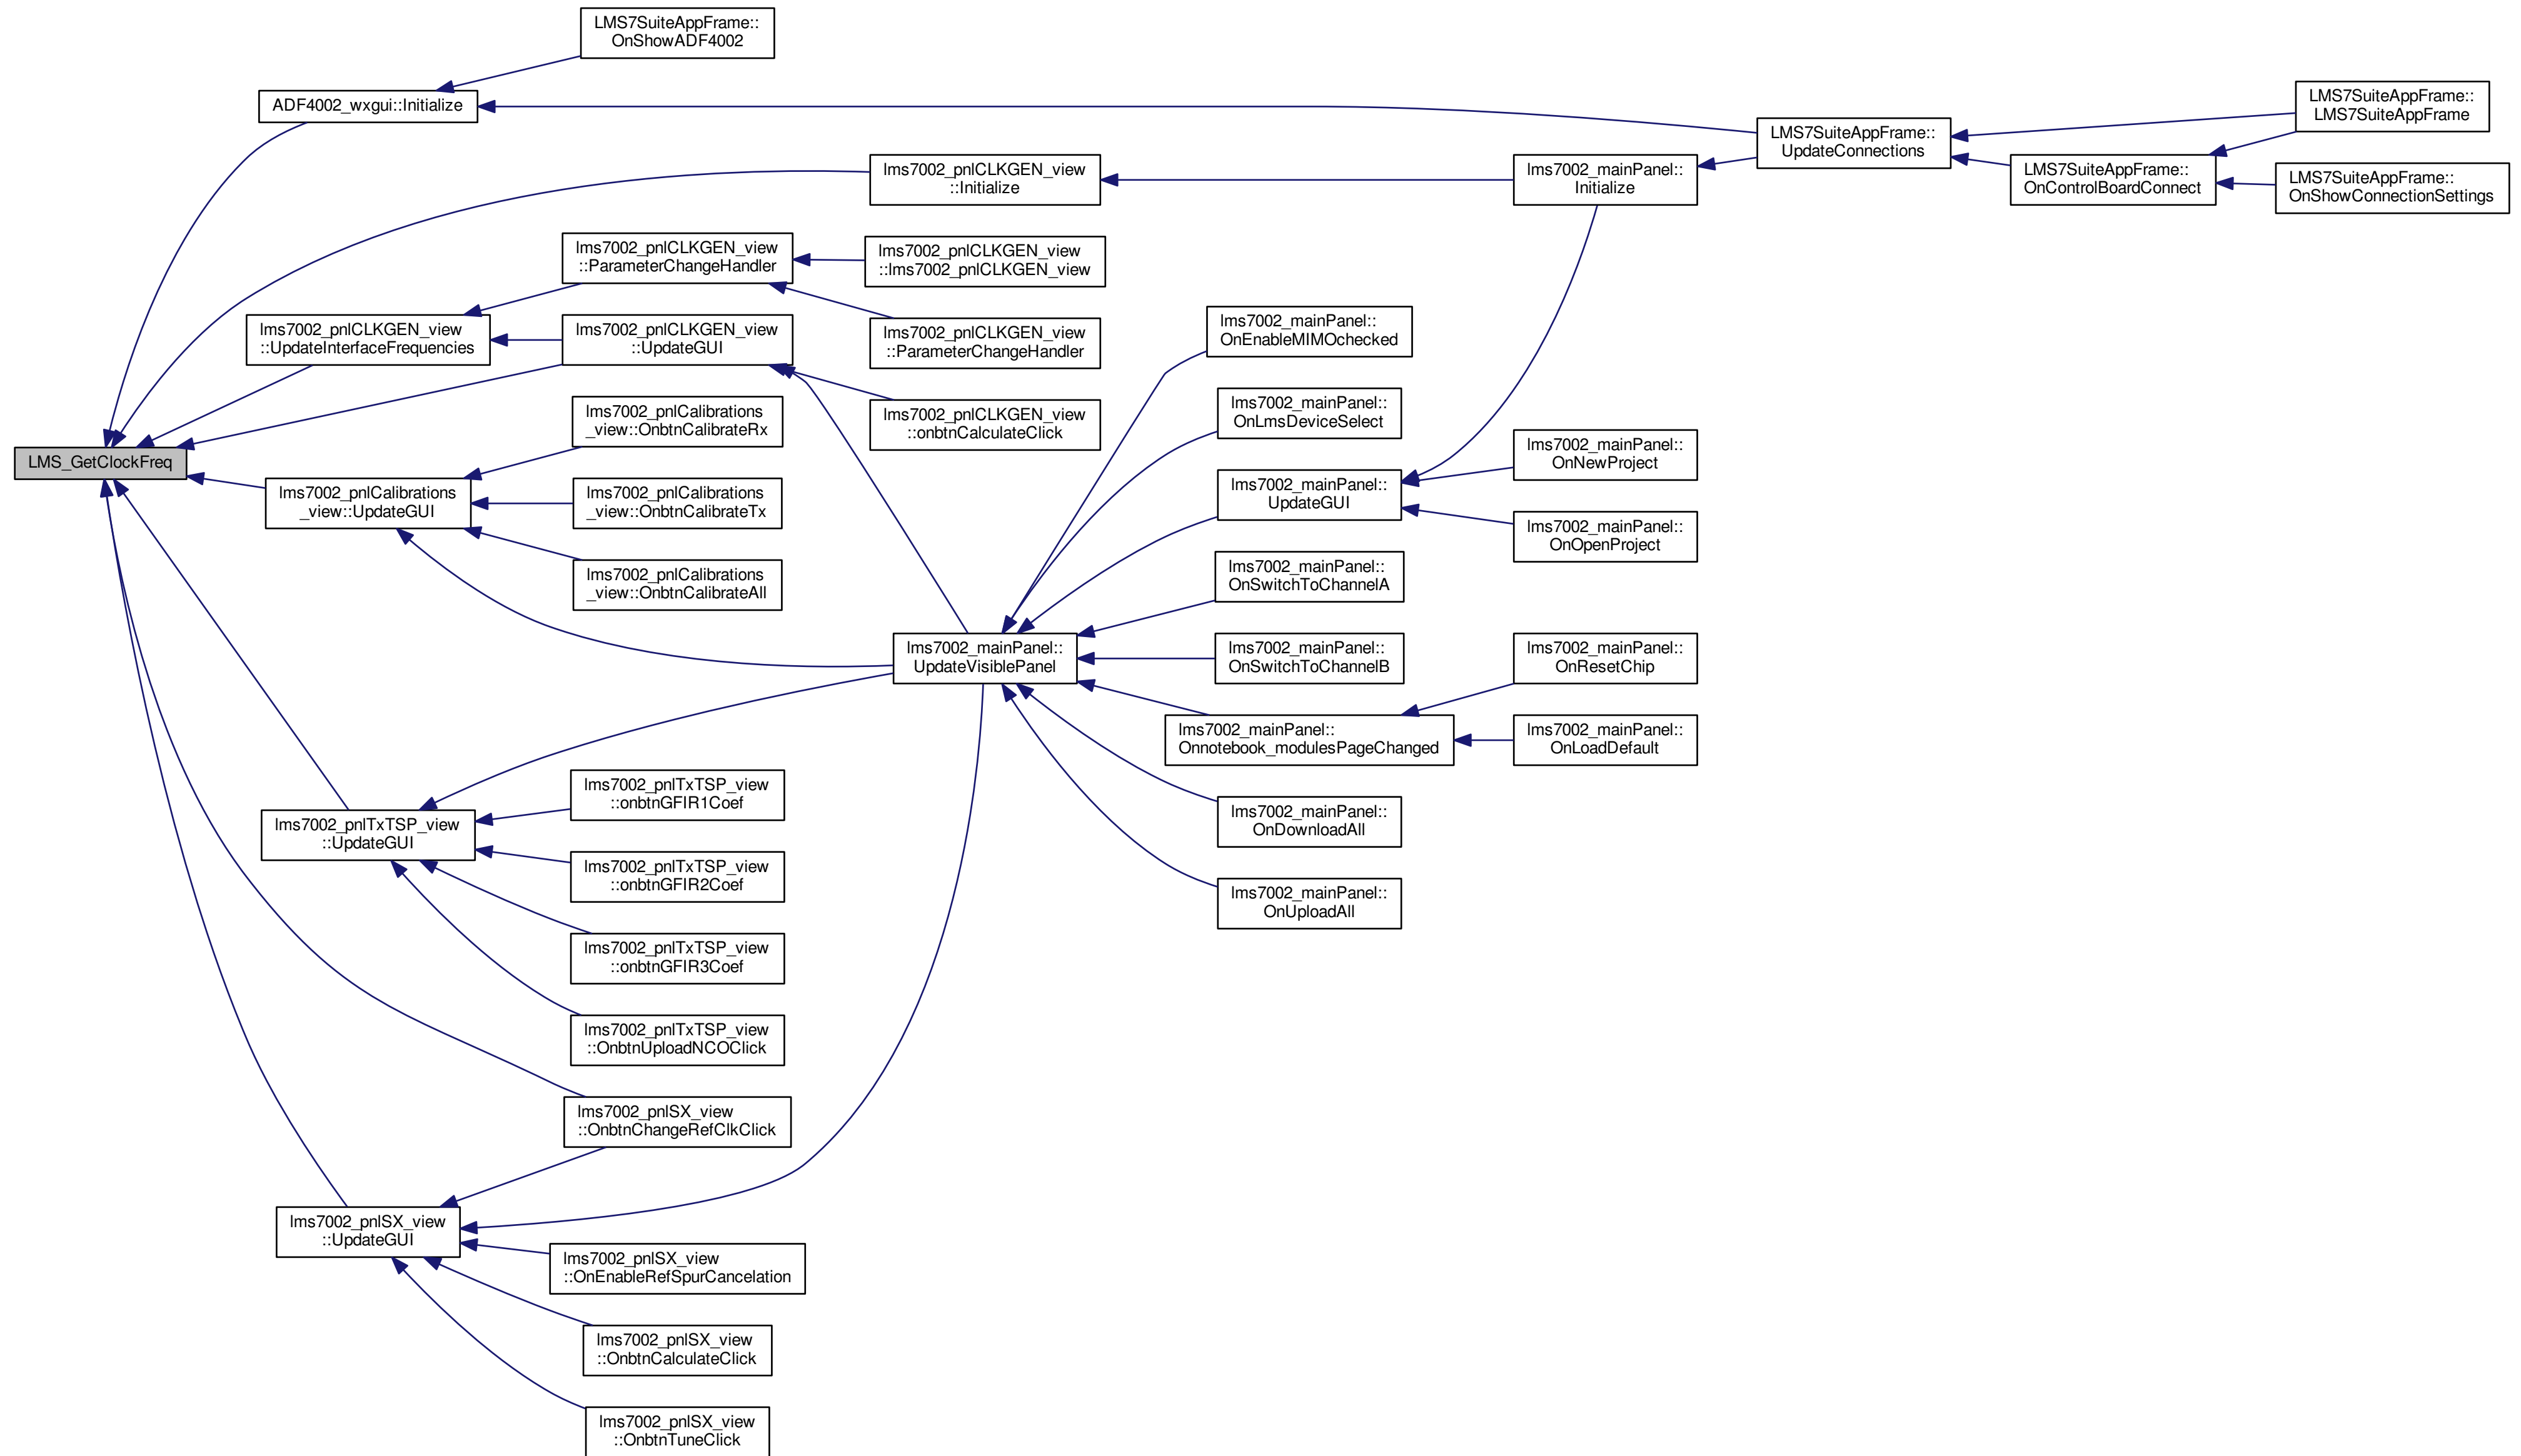 LMS7SuiteAppFrame::
OnShowADF4002
ADF4002_wxgui::Initialize
LMS7SuiteAppFrame::
LMS7SuiteAppFrame
LMS7SuiteAppFrame::
UpdateConnections
lms7002_pnlCLKGEN_view
::Initialize
lms7002_mainPanel::
Initialize
LMS7SuiteAppFrame::
OnControlBoardConnect
LMS7SuiteAppFrame::
OnShowConnectionSettings
lms7002_pnlCLKGEN_view
::ParameterChangeHandler
lms7002_pnlCLKGEN_view
::lms7002_pnlCLKGEN_view
lms7002_pnlCLKGEN_view
::UpdateInterfaceFrequencies
lms7002_pnlCLKGEN_view
::UpdateGUI
lms7002_pnlCLKGEN_view
::ParameterChangeHandler
lms7002_mainPanel::
OnEnableMIMOchecked
lms7002_pnlCalibrations
_view::OnbtnCalibrateRx
lms7002_pnlCLKGEN_view
::onbtnCalculateClick
lms7002_mainPanel::
OnLmsDeviceSelect
LMS_GetClockFreq
lms7002_mainPanel::
OnNewProject
lms7002_pnlCalibrations
_view::UpdateGUI
lms7002_pnlCalibrations
_view::OnbtnCalibrateTx
lms7002_mainPanel::
UpdateGUI
lms7002_mainPanel::
OnOpenProject
lms7002_pnlCalibrations
_view::OnbtnCalibrateAll
lms7002_mainPanel::
OnSwitchToChannelA
lms7002_mainPanel::
UpdateVisiblePanel
lms7002_mainPanel::
OnSwitchToChannelB
lms7002_mainPanel::
OnResetChip
lms7002_mainPanel::
Onnotebook_modulesPageChanged
lms7002_mainPanel::
OnLoadDefault
lms7002_pnlTxTSP_view
::onbtnGFIR1Coef
lms7002_mainPanel::
OnDownloadAll
lms7002_pnlTxTSP_view
::UpdateGUI
lms7002_pnlTxTSP_view
::onbtnGFIR2Coef
lms7002_mainPanel::
OnUploadAll
lms7002_pnlTxTSP_view
::onbtnGFIR3Coef
lms7002_pnlTxTSP_view
::OnbtnUploadNCOClick
lms7002_pnlSX_view
::OnbtnChangeRefClkClick
lms7002_pnlSX_view
::UpdateGUI
lms7002_pnlSX_view
::OnEnableRefSpurCancelation
lms7002_pnlSX_view
::OnbtnCalculateClick
lms7002_pnlSX_view
::OnbtnTuneClick